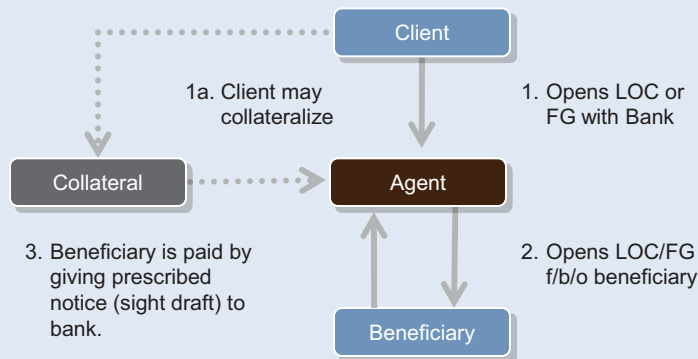 Client
1a. Client may
collateralize
1. Opens LOC or
FG with Bank
Collateral
Agent
3. Beneficiary is paid by
giving prescribed
notice (sight draft) to
bank.
2. Opens LOC/FG
f/b/o beneficiary
Beneficiary